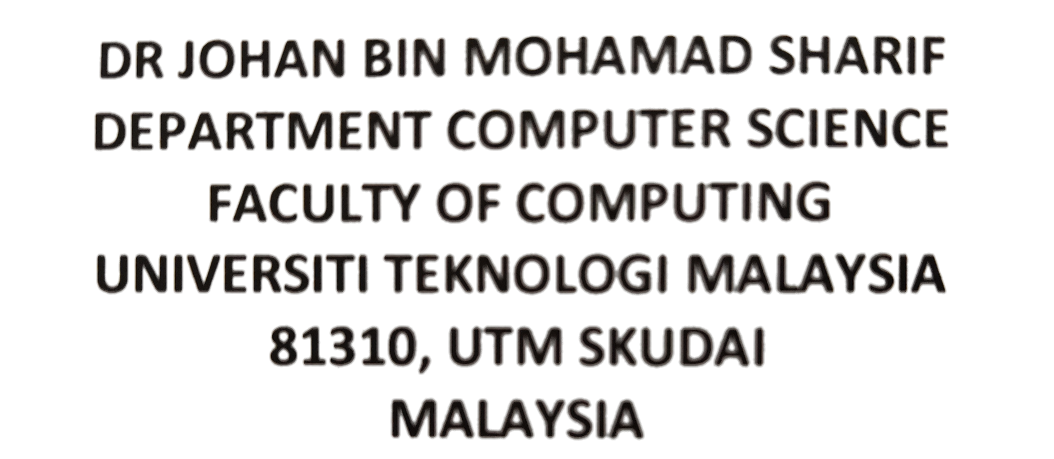 DR JOHAN BIN MOHAMAD SHARIF
DEPARTMENT COMPUTER SCIENCE
FACULTY OF COMPUTING
UNIVERSITI TEKNOLOGI MALAYSIA
81310, UTM SKUDAI
MALAYSIA